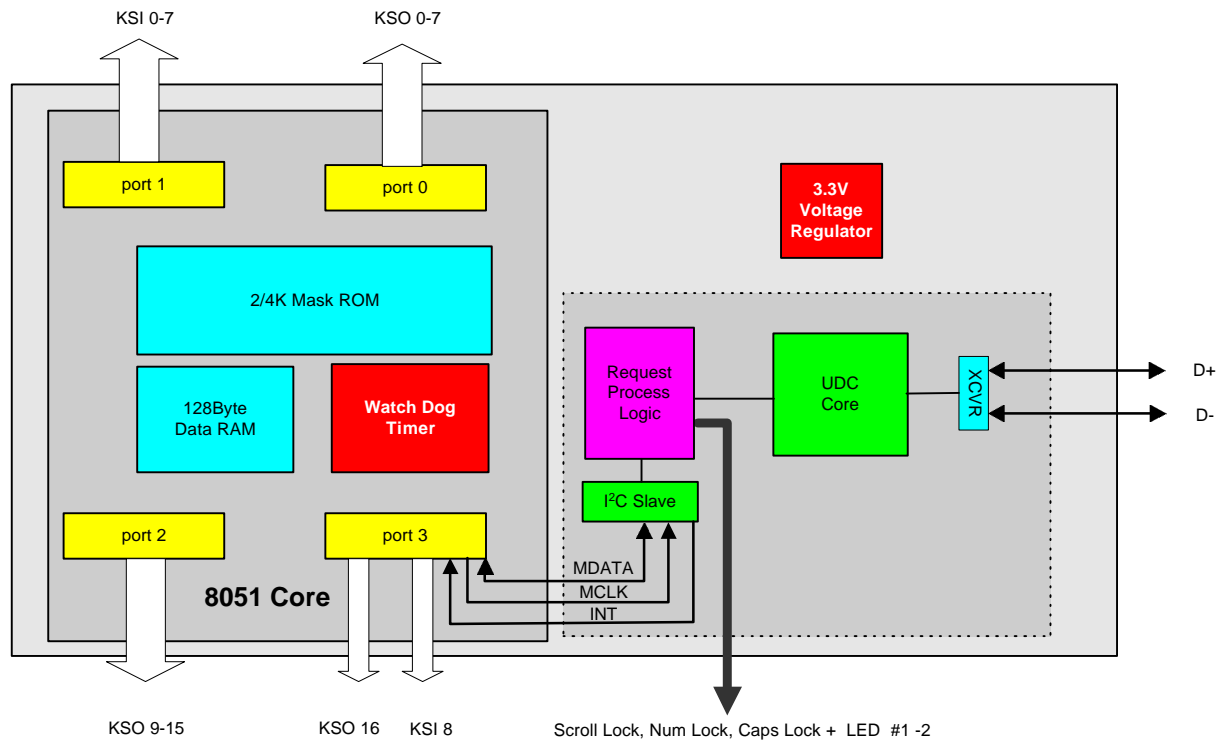 KSI 0-7
KSO 0-7
port 1
port 0
3.3V
Voltage
Regulator
2/4K Mask ROM
Request
Process
Logic
UDC
Core
XCVR
D+
D-
128Byte
Data RAM
Watch Dog
Timer
I²C Slave
port 2
port 3
MDATA
MCLK
INT
8051 Core
KSO 9-15
KSO 16
KSI 8
Scroll Lock, Num Lock, Caps Lock + LED #1 -2